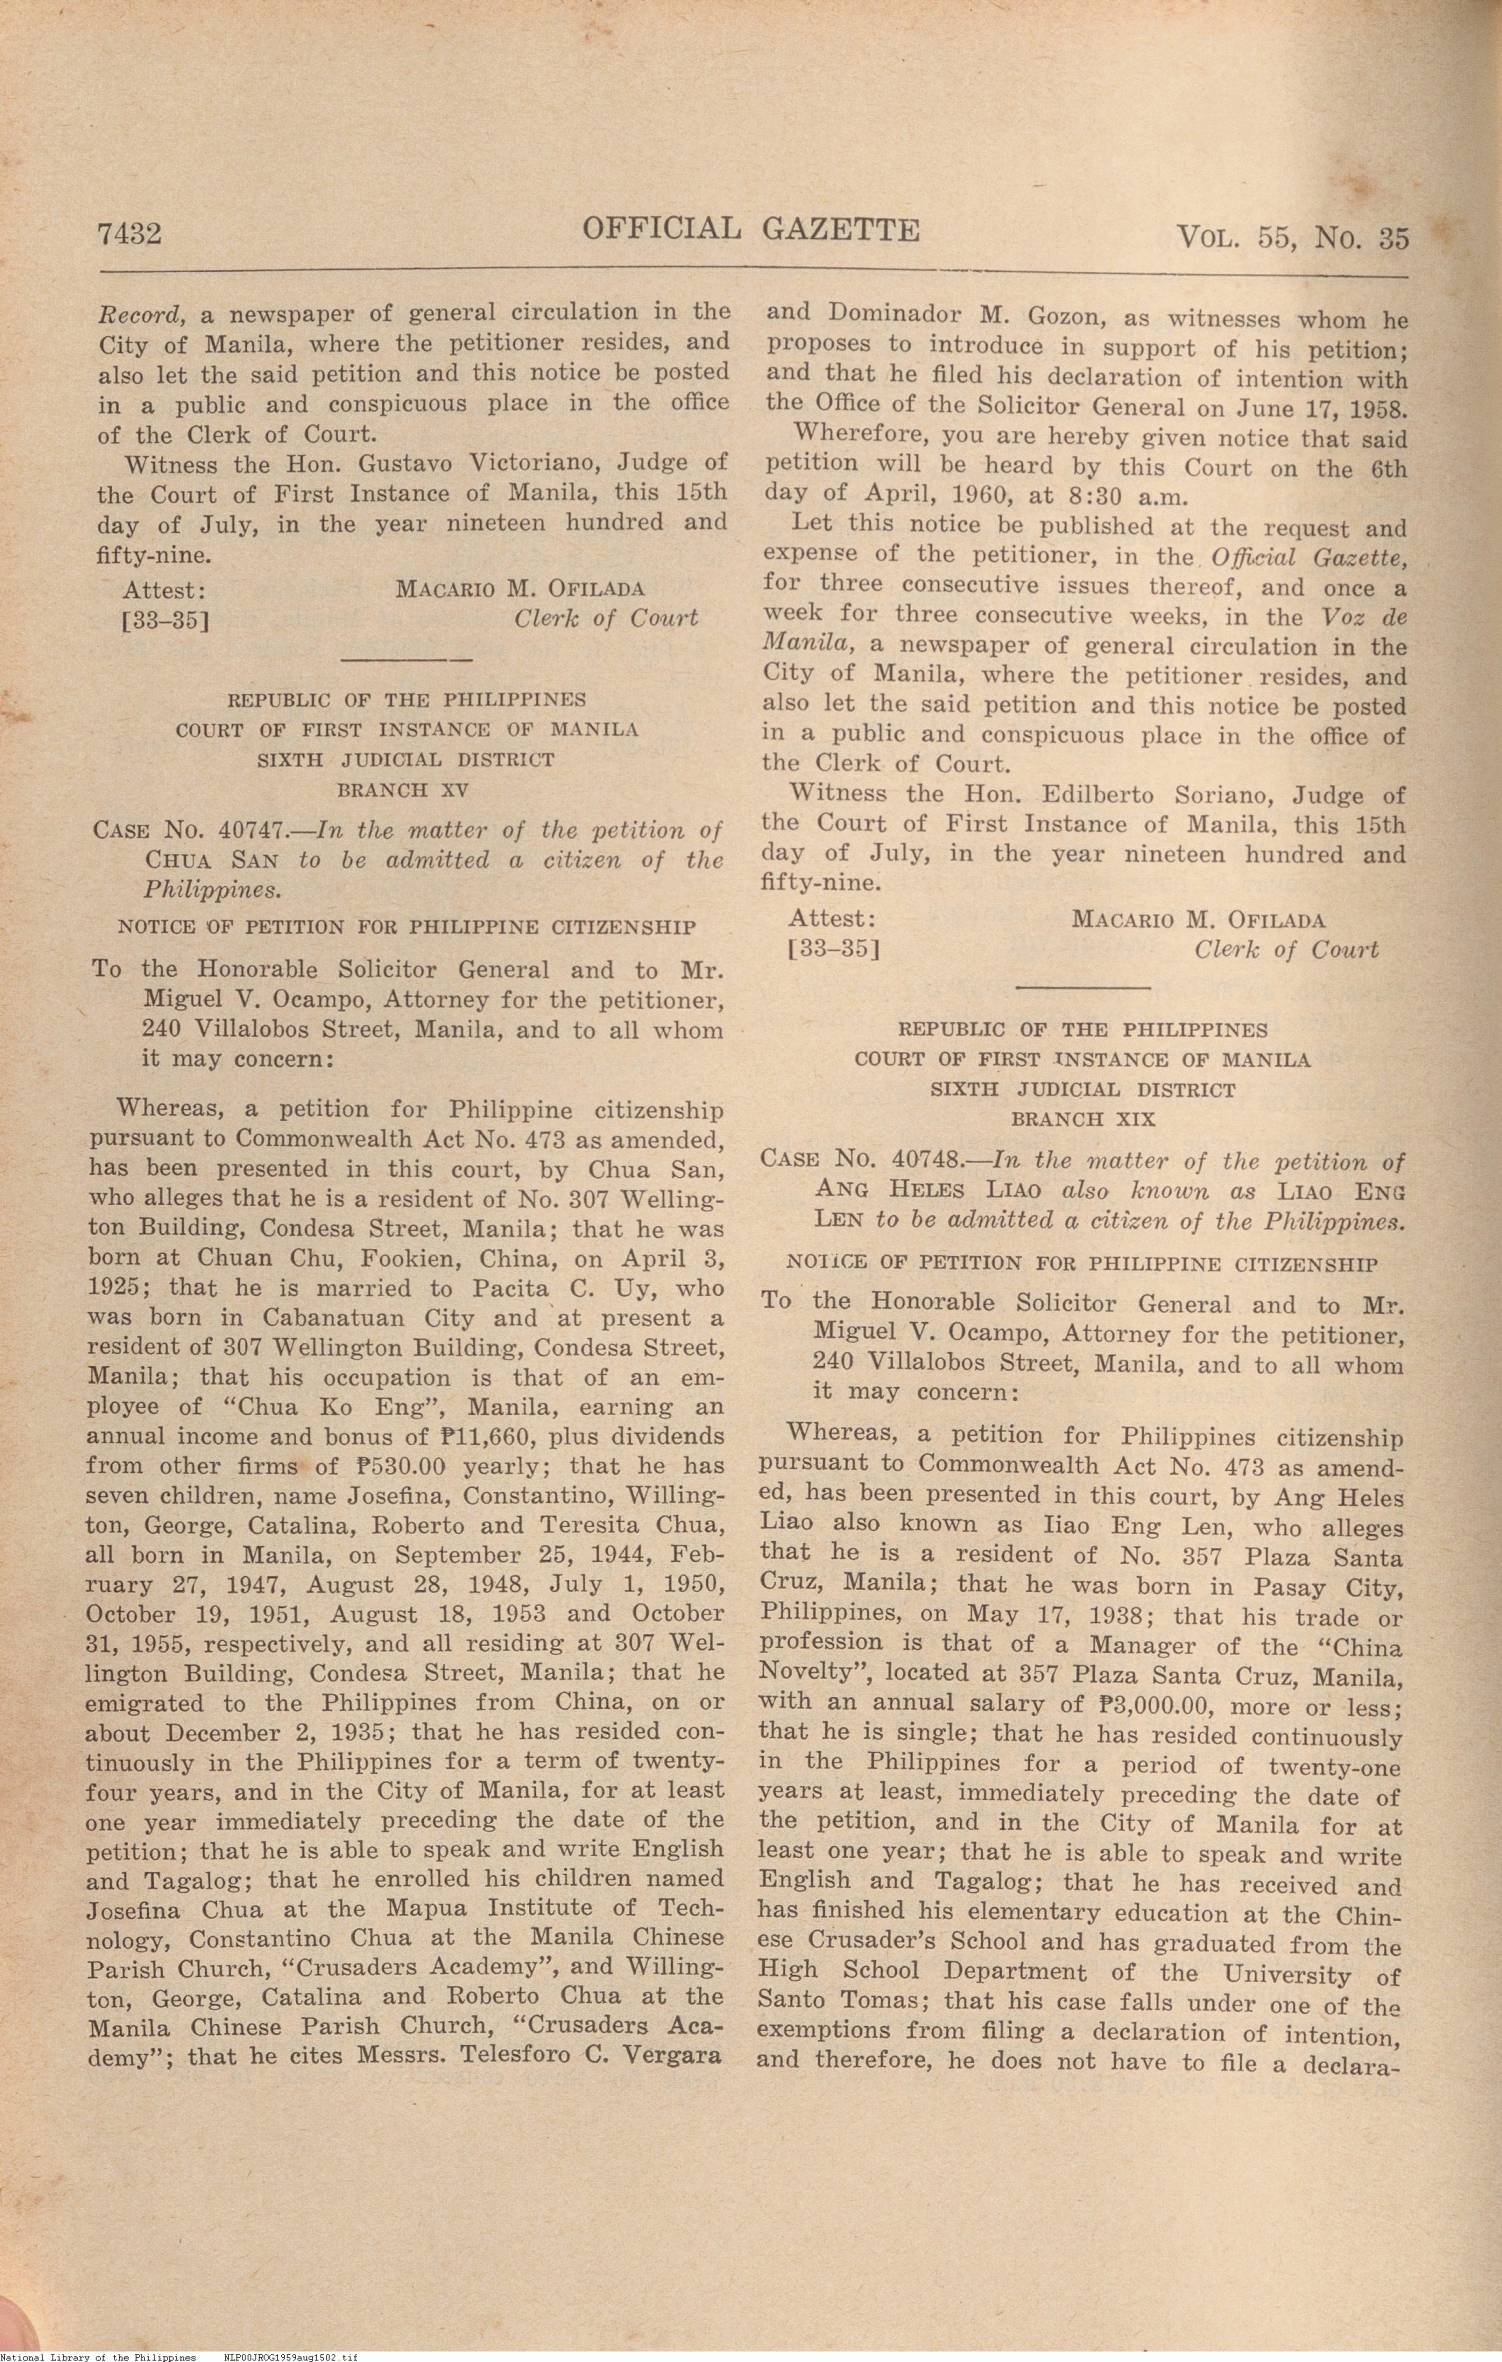 7432
OFFICIAL GAZETTE
VOL. 55, No. 35
Record, a newspaper of general circulation in the
City of Manila, where the petitioner resides, and
also let the said petition and this notice be posted
in a public and conspicuous place in the office
of the Clerk of Court.
Witness the Hon. Gustavo Victoriano, Judge of
the Court of First Instance of Manila, this 15th
day of July, in the year nineteen hundred and
fifty-nine.
Attest: MACARIO M. OFILADA
[33–35] Clerk of Court
REPUBLIC OF THE PHILIPPINES
COURT OF FIRST INSTANCE OF MANILA
SIXTH JUDICIAL DISTRICT
BRANCH XV
CASE No. 40747.—In the matter of the petition of
CHUA SAN to be admitted a citizen of the
Philippines.
NOTICE OF PETITION FOR PHILIPPINE CITIZENSHIP
To the Honorable Solicitor General and to Mr.
Miguel V. Ocampo, Attorney for the petitioner,
240 Villalobos Street, Manila, and to all whom
it may concern:
Whereas, a petition for Philippine citizenship
pursuant to Commonwealth Act No. 473 as amended,
has been presented in this court, by Chua San,
who alleges that he is a resident of No. 307 Welling-
ton Building, Condesa Street, Manila; that he was
born at Chuan Chu, Fookien, China, on April 3,
1925; that he is married to Pacita C. Uy, who
was born in Cabanatuan City and at present a
resident of 307 Wellington Building, Condesa Street,
Manila; that his occupation is that of an em-
ployee of “Chua Ko Eng”, Manila, earning an
annual income and bonus of ₱11,660, plus dividends
from other firms of ₱530.00 yearly; that he has
seven children, name Josefina, Constantino, Willing-
ton, George, Catalina, Roberto and Teresita Chua,
all born in Manila, on September 25, 1944, Feb-
ruary 27, 1947, August 28, 1948, July 1, 1950,
October 19, 1951, August 18, 1953 and October
31, 1955, respectively, and all residing at 307 Wel-
lington Building, Condesa Street, Manila; that he
emigrated to the Philippines from China, on or
about December 2, 1935; that he has resided con-
tinuously in the Philippines for a term of twenty-
four years, and in the City of Manila, for at least
one year immediately preceding the date of the
petition; that he is able to speak and write English
and Tagalog; that he enrolled his children named
Josefina Chua at the Mapua Institute of Tech-
nology, Constantino Chua at the Manila Chinese
Parish Church, “Crusaders Academy”, and Willing-
ton, George, Catalina and Roberto Chua at the
Manila Chinese Parish Church, “Crusaders Aca-
demy”; that he cites Messrs. Telesforo C. Vergara
and Dominador M. Gozon, as witnesses whom he
proposes to introduce in support of his petition;
and that he filed his declaration of intention with
the Office of the Solicitor General on June 17, 1958.
Wherefore, you are hereby given notice that said
petition will be heard by this Court on the 6th
day of April, 1960, at 8:30 a.m.
Let this notice be published at the request and
expense of the petitioner, in the Official Gazette,
for three consecutive issues thereof, and once a
week for three consecutive weeks, in the Voz de
Manila, a newspaper of general circulation in the
City of Manila, where the petitioner resides, and
also let the said petition and this notice be posted
in a public and conspicuous place in the office of
the Clerk of Court.
Witness the Hon. Edilberto Soriano, Judge of
the Court of First Instance of Manila, this 15th
day of July, in the year nineteen hundred and
fifty-nine.
Attest: MACARIO M. OFILADA
[33–35] Clerk of Court
REPUBLIC OF THE PHILIPPINES
COURT OF FIRST INSTANCE OF MANILA
SIXTH JUDICIAL DISTRICT
BRANCH XIX
CASE No. 40748.—In the matter of the petition of
ANG HELES LIAO also known as LIAO ENG
LEN to be admitted a citizen of the Philippines.
NOTICE OF PETITION FOR PHILIPPINE CITIZENSHIP
To the Honorable Solicitor General and to Mr.
Miguel V. Ocampo, Attorney for the petitioner,
240 Villalobos Street, Manila, and to all whom
it may concern:
Whereas, a petition for Philippines citizenship
pursuant to Commonwealth Act No. 473 as amend-
ed, has been presented in this court, by Ang Heles
Liao also known as Iiao Eng Len, who alleges
that he is a resident of No. 357 Plaza Santa
Cruz, Manila; that he was born in Pasay City,
Philippines, on May 17, 1938; that his trade or
profession is that of a Manager of the “China
Novelty”, located at 357 Plaza Santa Cruz, Manila,
with an annual salary of ₱3,000.00, more or less;
that he is single; that he has resided continuously
in the Philippines for a period of twenty-one
years at least, immediately preceding the date of
the petition, and in the City of Manila for at
least one year; that he is able to speak and write
English and Tagalog; that he has received and
has finished his elementary education at the Chin-
ese Crusader’s School and has graduated from the
High School Department of the University of
Santo Tomas; that his case falls under one of the
exemptions from filing a declaration of intention,
and therefore, he does not have to file a declara-
National Library of the Philippines NLP00JROG1959aug1502.tif